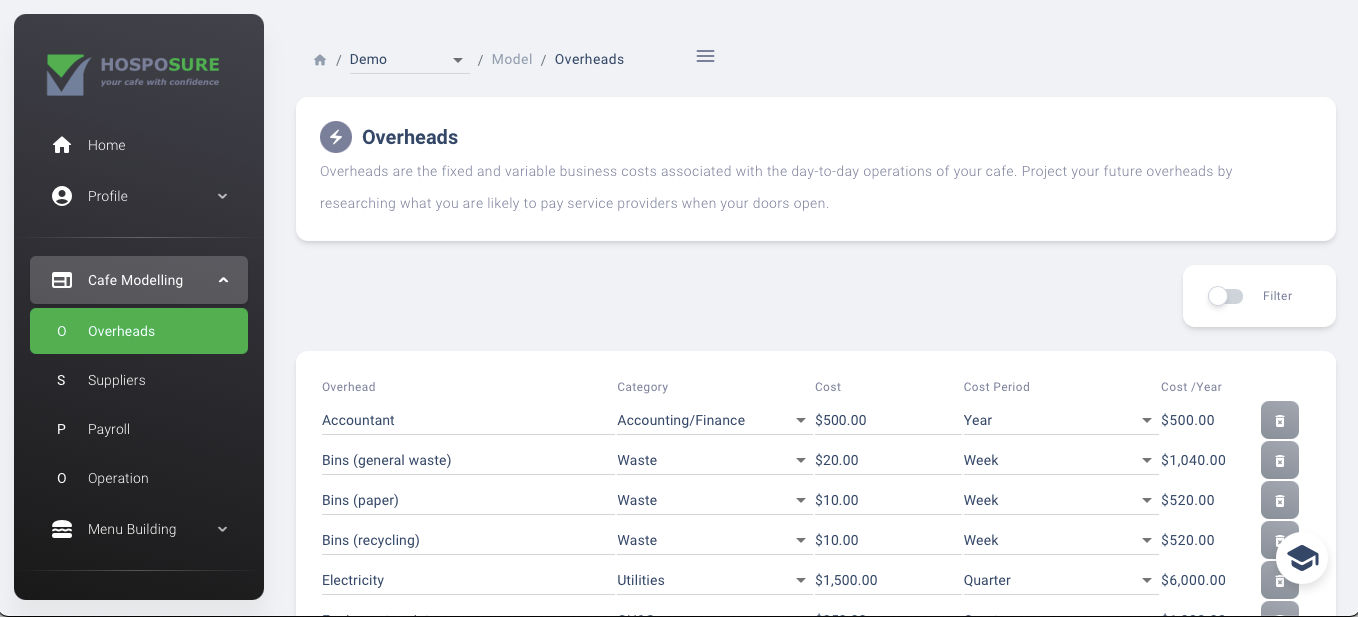 HOSPOSURE
your cafe with confidence
Home
Profile
Cafe Modelling
O Overheads
S Suppliers
P Payroll
O Operation
Menu Building
/ Demo / Model / Overheads
Overheads
Overheads are the fixed and variable business costs associated with the day-to-day operations of your cafe. Project your future overheads by
researching what you are likely to pay service providers when your doors open.
Filter
Overhead Category Cost Cost Period Cost /Year
Accountant Accounting/Finance $500.00 Year $500.00
Bins (general waste) Waste $20.00 Week $1,040.00
Bins (paper) Waste $10.00 Week $520.00
Bins (recycling) Waste $10.00 Week $520.00
Electricity Utilities $1,500.00 Quarter $6,000.00